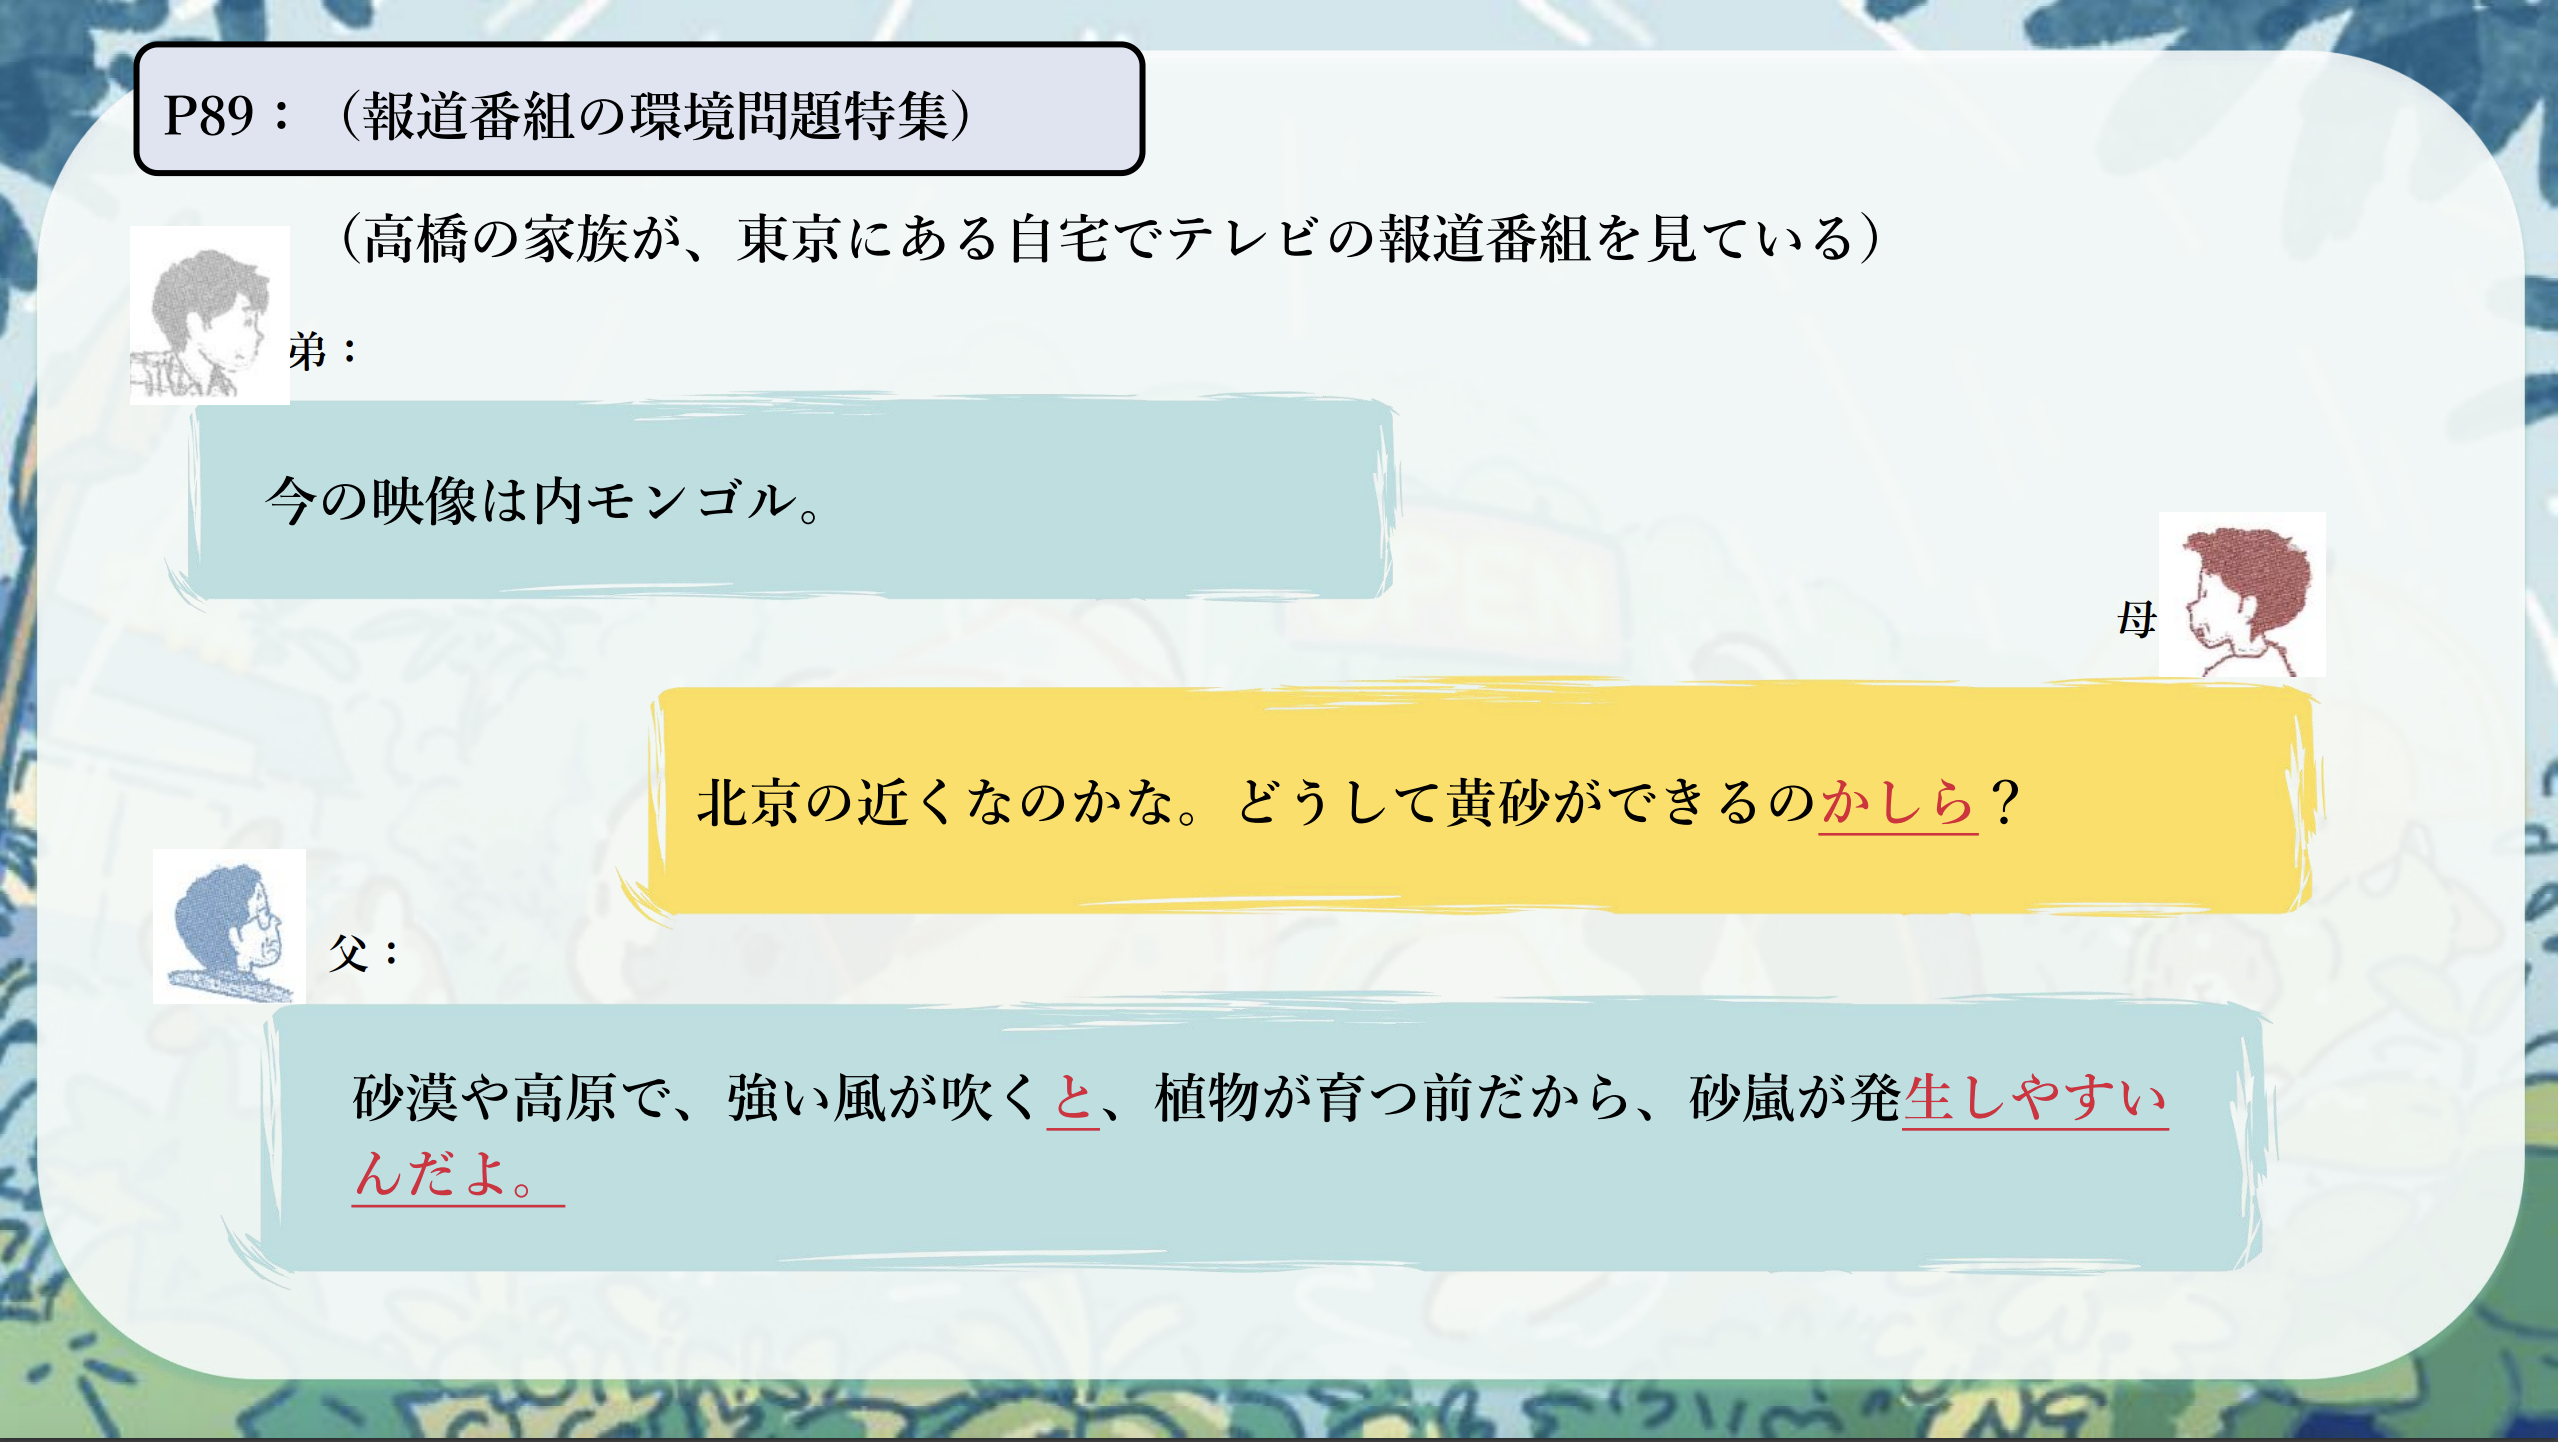 P89：（報道番組の環境問題特集）
（高橋の家族が、東京にある自宅でテレビの報道番組を見ている）
弟：
今の映像は内モンゴル。
母
北京の近くなのかな。どうして黄砂ができるのかしら？
父：
砂漠や高原で、強い風が吹くと、植物が育つ前だから、砂嵐が発生しやすい
んだよ。